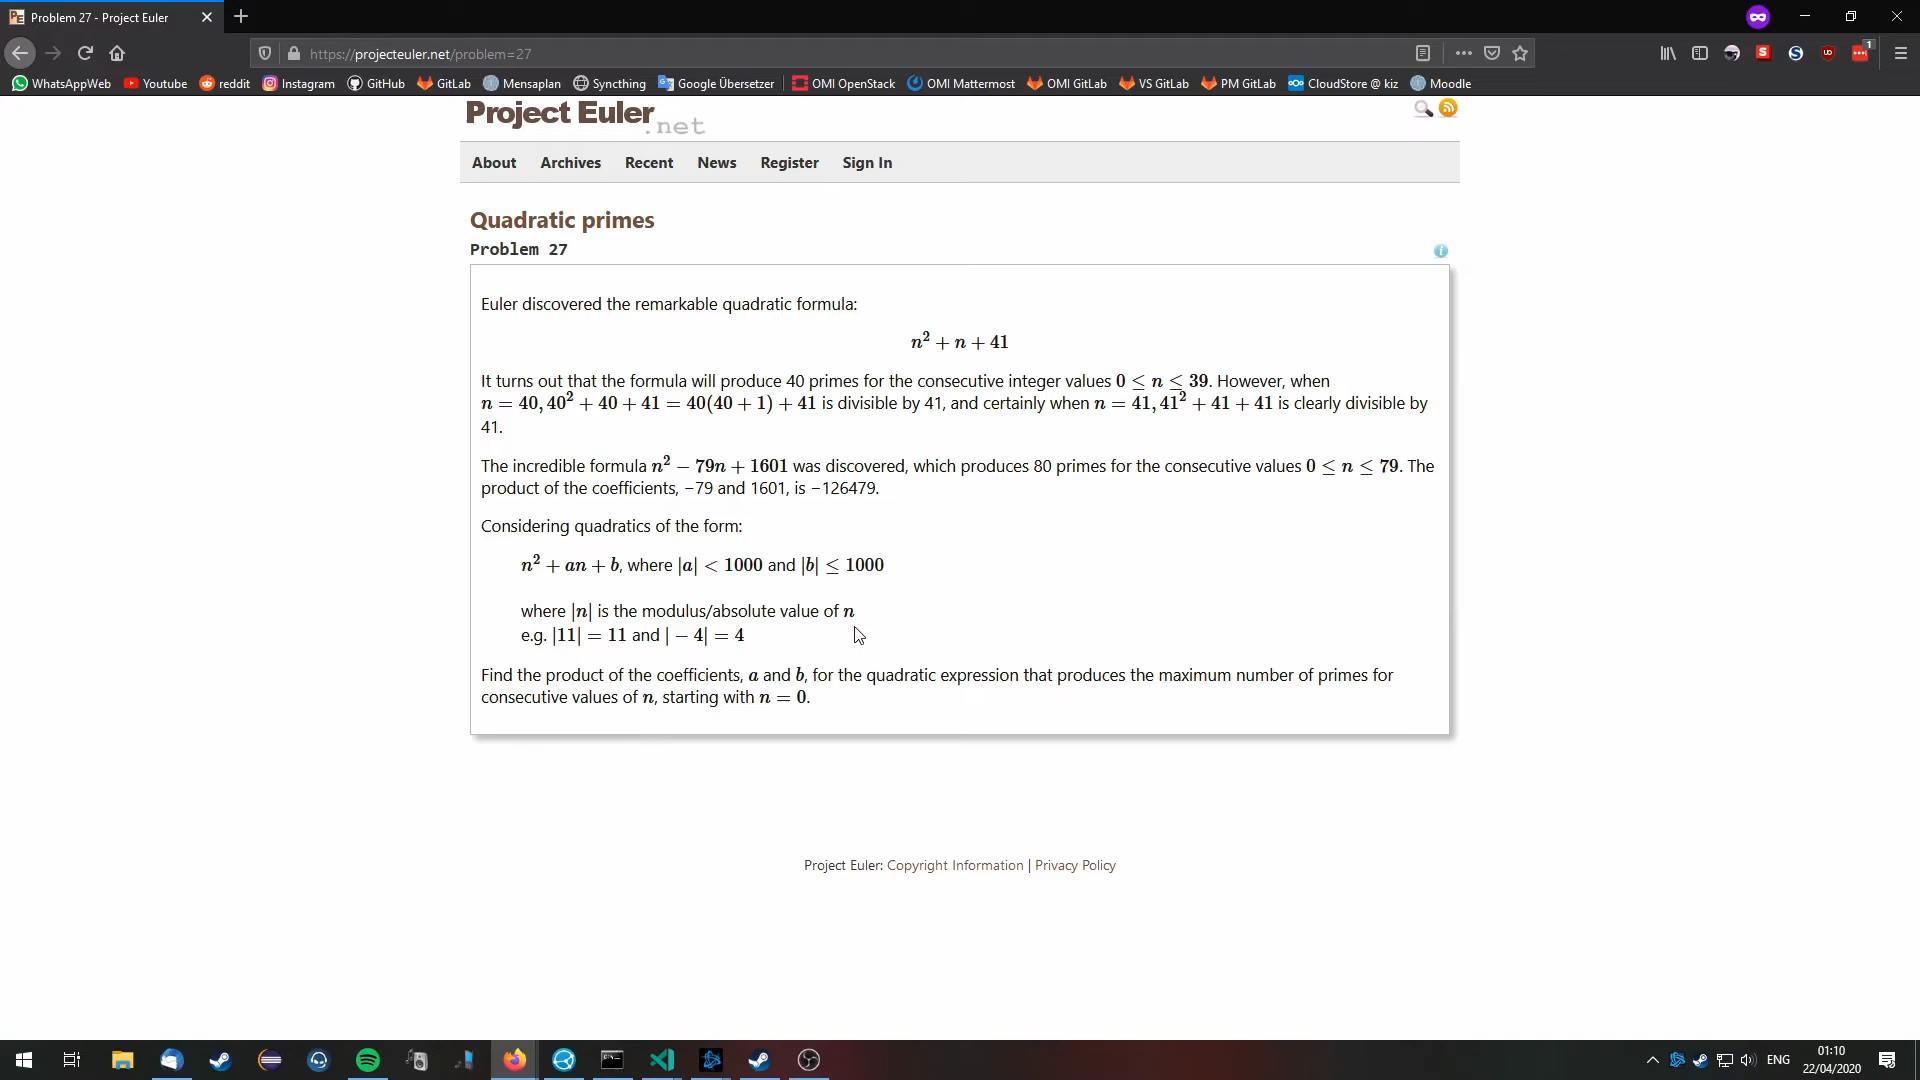 Problem 27 - Project Euler
https://projecteuler.net/problem=27
1
WhatsAppWeb Youtube reddit Instagram GitHub GitLab Mensaplan Syncthing Google Übersetzer OMI OpenStack OMI Mattermost OMI GitLab VS GitLab PM GitLab CloudStore @ kiz Moodle
Project Euler
.net
About Archives Recent News Register Sign In
Quadratic primes
Problem 27
Euler discovered the remarkable quadratic formula:
n² + n + 41
It turns out that the formula will produce 40 primes for the consecutive integer values 0 ≤ n ≤ 39. However, when
n = 40, 40² + 40 + 41 = 40(40 + 1) + 41 is divisible by 41, and certainly when n = 41, 41² + 41 + 41 is clearly divisible by
41.
The incredible formula n² − 79n + 1601 was discovered, which produces 80 primes for the consecutive values 0 ≤ n ≤ 79. The
product of the coefficients, −79 and 1601, is −126479.
Considering quadratics of the form:
n² + an + b, where |a| < 1000 and |b| ≤ 1000
where |n| is the modulus/absolute value of n
e.g. |11| = 11 and | − 4| = 4
Find the product of the coefficients, a and b, for the quadratic expression that produces the maximum number of primes for
consecutive values of n, starting with n = 0.
Project Euler: Copyright Information | Privacy Policy
ENG
01:10
22/04/2020